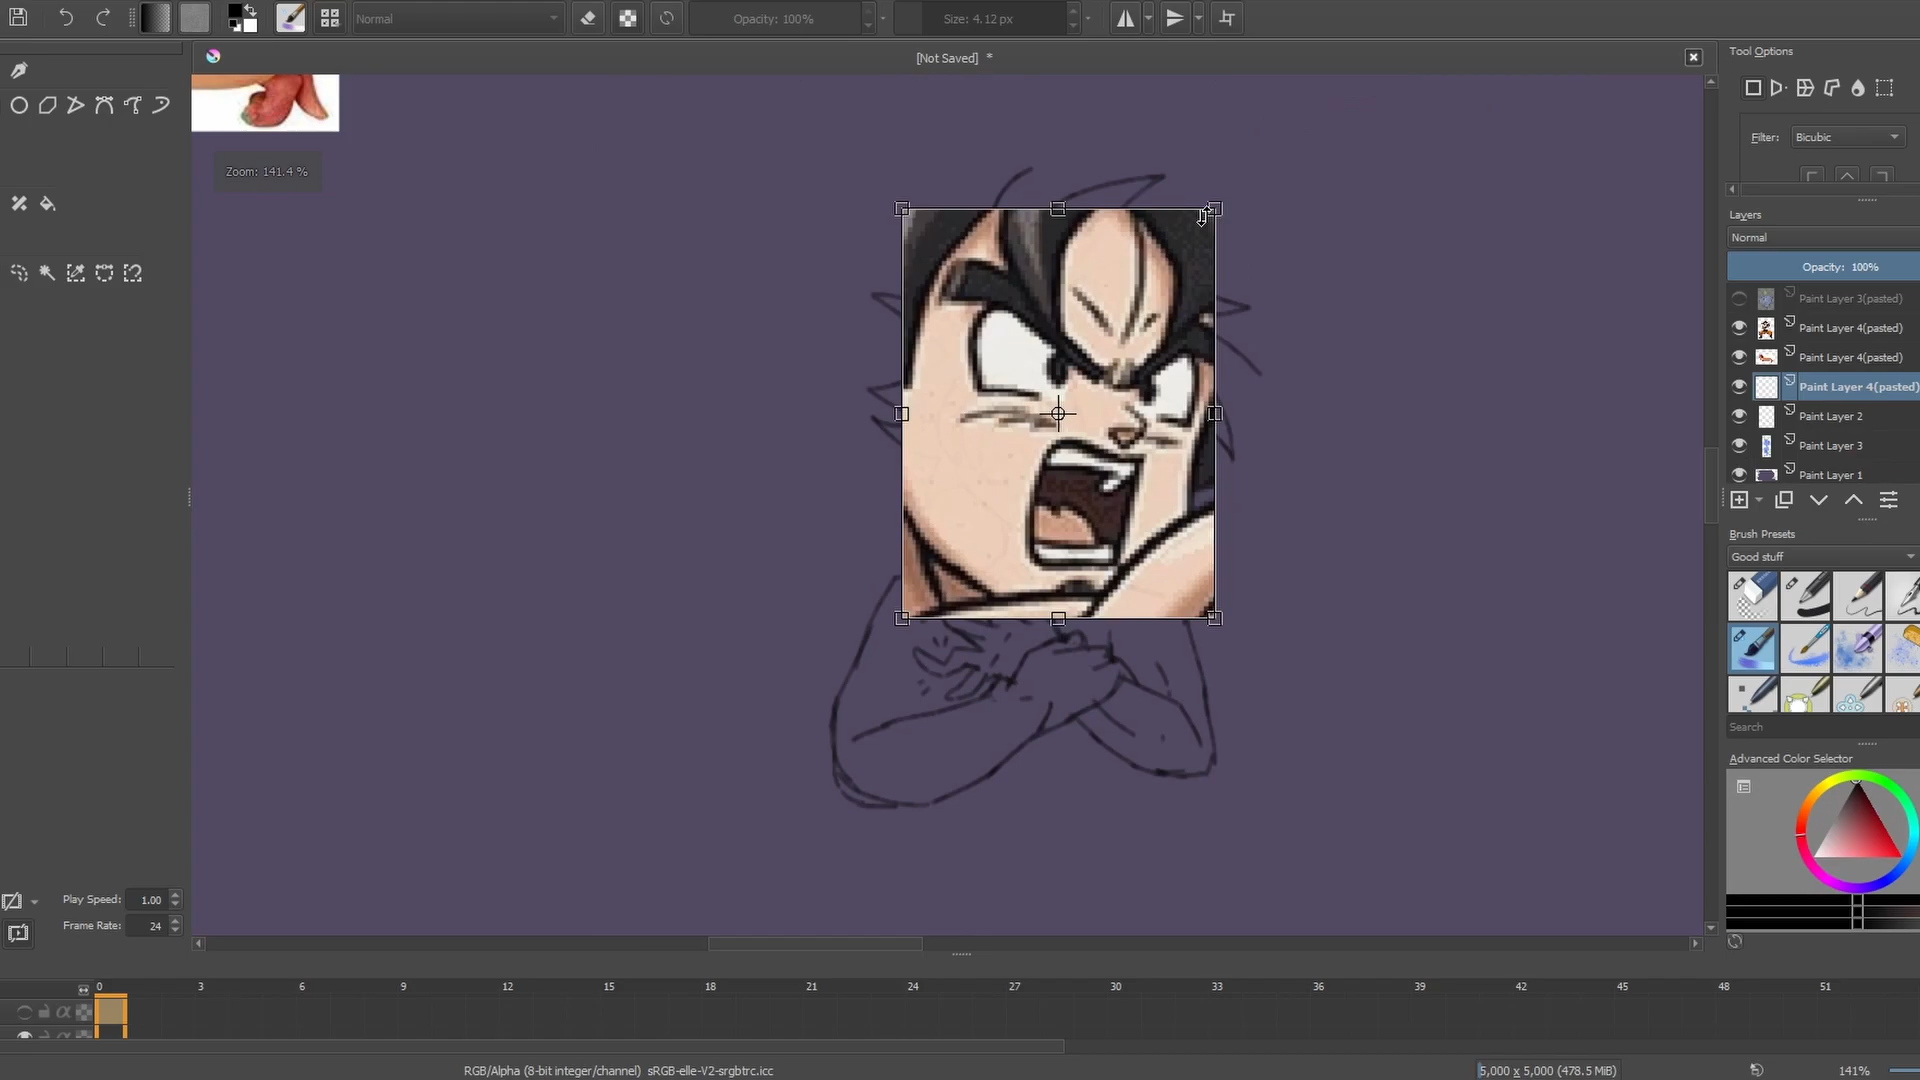 Normal
Opacity: 100%
Size: 4.12 px
[Not Saved] *
Tool Options
Zoom: 141.4 %
Filter:
Bicubic
Layers
Normal
Opacity: 100%
Paint Layer 3(pasted)
Paint Layer 4(pasted)
Paint Layer 4(pasted)
Paint Layer 4(pasted)
Paint Layer 2
Paint Layer 3
Paint Layer 1
Brush Presets
Good stuff
Search
Advanced Color Selector
Play Speed: 1.00
Frame Rate: 24
0 3 6 9 12 15 18 21 24 27 30 33 36 39 42 45 48 51
RGB/Alpha (8-bit integer/channel) sRGB-elle-V2-srgbtrc.icc
5,000 x 5,000 (478.5 MiB)
141%